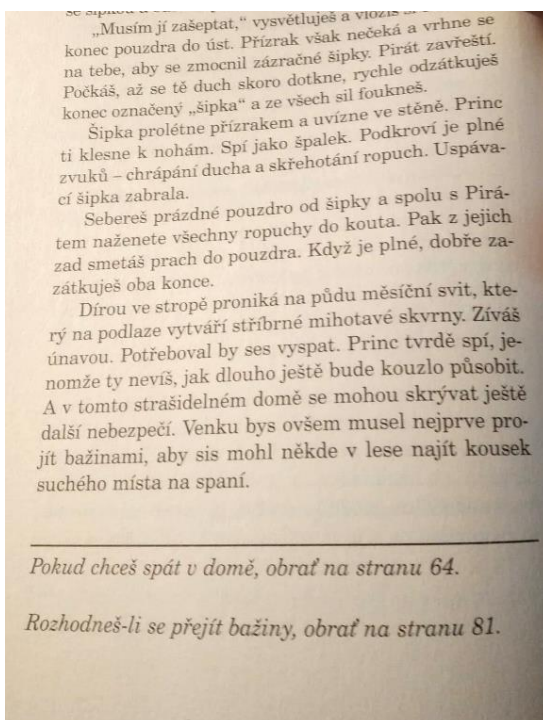 se šipkou
„Musím jí zašeptat,“ vysvětluješ a vložíš si
konec pouzdra do úst. Přízrak však nečeká a vrhne se
na tebe, aby se zmocnil zázračné šipky. Pirát zavřeští.
Počkáš, až se tě duch skoro dotkne, rychle odzátkuješ
konec označený „šipka“ a ze všech sil foukneš.
Šipka prolétne přízrakem a uvízne ve stěně. Princ
ti klesne k nohám. Spí jako špalek. Podkroví je plné
zvuků – chrápání ducha a skřehotání ropuch. Uspáva-
cí šipka zabrala.
Sebereš prázdné pouzdro od šipky a spolu s Pirá-
tem naženete všechny ropuchy do kouta. Pak z jejich
zad smetáš prach do pouzdra. Když je plné, dobře za-
zátkuješ oba konce.
Dírou ve stropě proniká na půdu měsíční svit, kte-
rý na podlaze vytváří stříbrné mihotavé skvrny. Zíváš
únavou. Potřeboval by ses vyspat. Princ tvrdě spí, je-
nomže ty nevíš, jak dlouho ještě bude kouzlo působit.
A v tomto strašidelném domě se mohou skrývat ještě
další nebezpečí. Venku bys ovšem musel nejprve pro-
jít bažinami, aby sis mohl někde v lese najít kousek
suchého místa na spaní.
Pokud chceš spát v domě, obrať na stranu 64.
Rozhodneš-li se přejít bažiny, obrať na stranu 81.